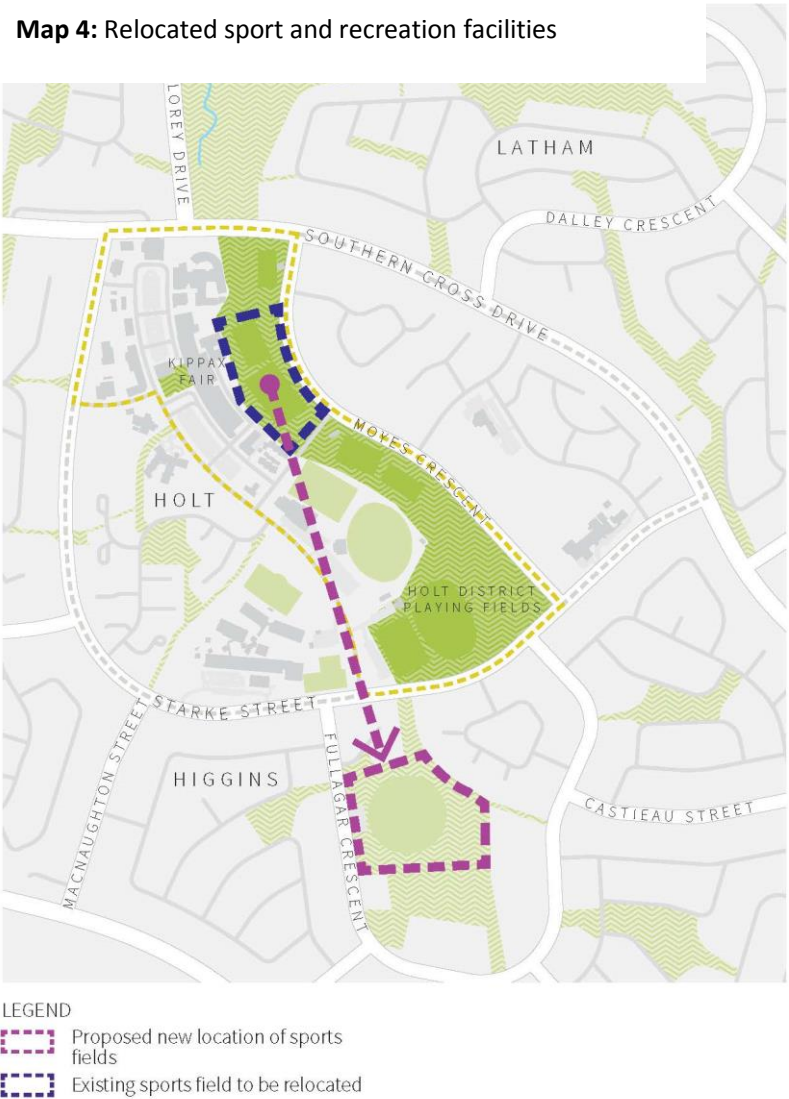 Map 4: Relocated sport and recreation facilities
LOREY DRIVE
LATHAM
DALLEY CRESCENT
SOUTHERN CROSS DRIVE
KIPPAX
FAIR
MOYES CRESCENT
HOLT
HOLT DISTRICT
PLAYING FIELDS
STARKE STREET
MACNAUGHTON STREET
HIGGINS
FULLAGAR CRESCENT
CASTIEAU STREET
LEGEND
Proposed new location of sports
fields
Existing sports field to be relocated